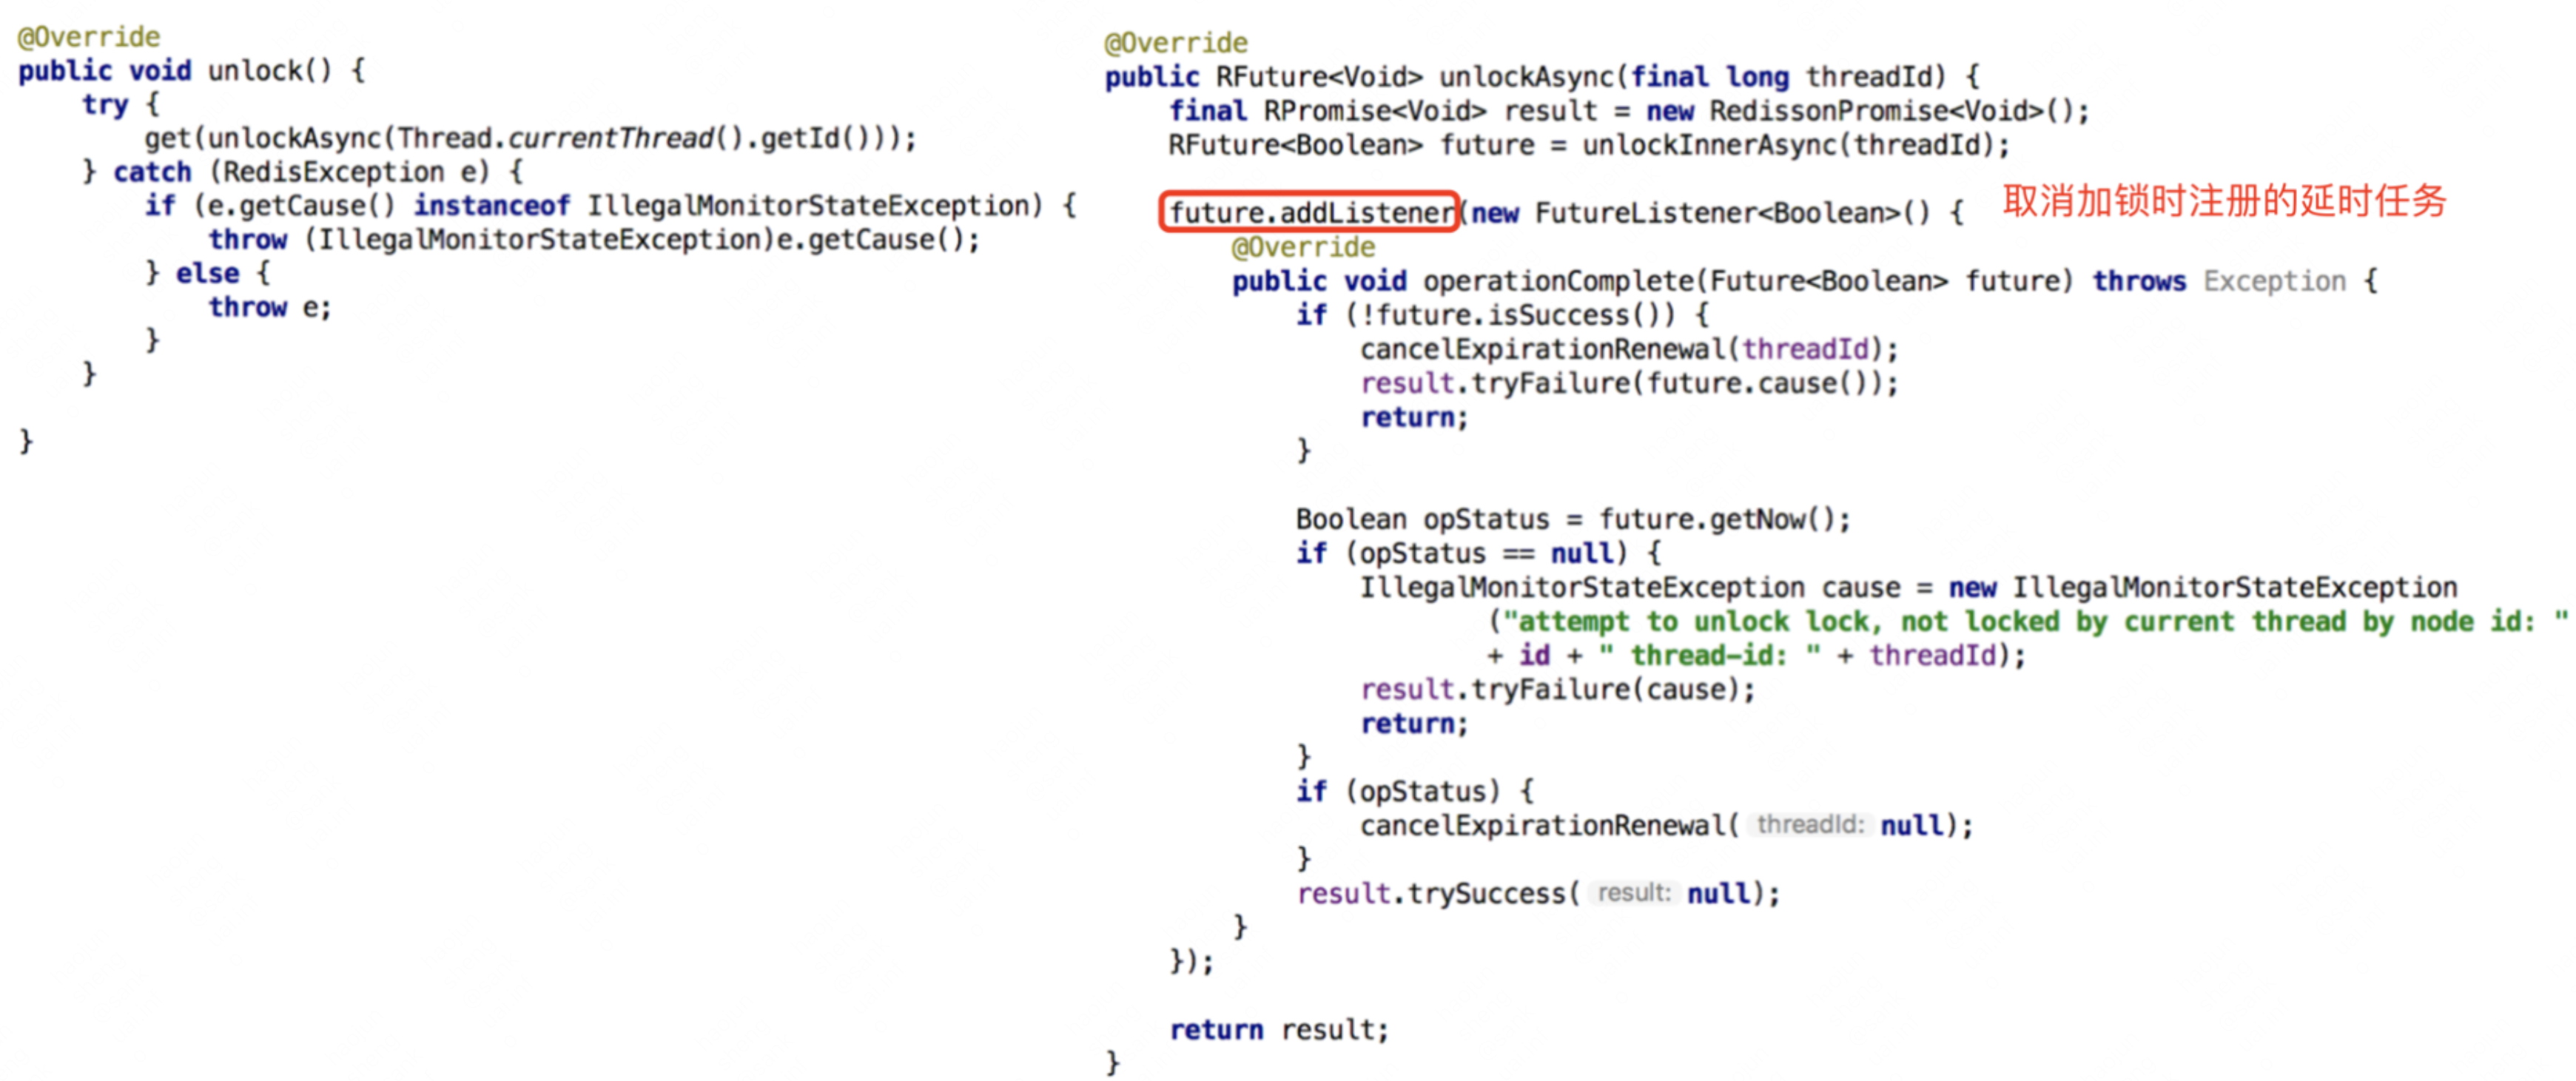 @Override
public void unlock() {
    try {
        get(unlockAsync(Thread.currentThread().getId()));
    } catch (RedisException e) {
        if (e.getCause() instanceof IllegalMonitorStateException) {
            throw (IllegalMonitorStateException)e.getCause();
        } else {
            throw e;
        }
    }
}
@Override
public RFuture<Void> unlockAsync(final long threadId) {
    final RPromise<Void> result = new RedissonPromise<Void>();
    RFuture<Boolean> future = unlockInnerAsync(threadId);
    future.addListener(new FutureListener<Boolean>() { 取消加锁时注册的延时任务
        @Override
        public void operationComplete(Future<Boolean> future) throws Exception {
            if (!future.isSuccess()) {
                cancelExpirationRenewal(threadId);
                result.tryFailure(future.cause());
                return;
            }
            Boolean opStatus = future.getNow();
            if (opStatus == null) {
                IllegalMonitorStateException cause = new IllegalMonitorStateException
                        ("attempt to unlock lock, not locked by current thread by node id: "
                        + id + " thread-id: " + threadId);
                result.tryFailure(cause);
                return;
            }
            if (opStatus) {
                cancelExpirationRenewal( threadId: null);
            }
            result.trySuccess( result: null);
        }
    });
    return result;
}